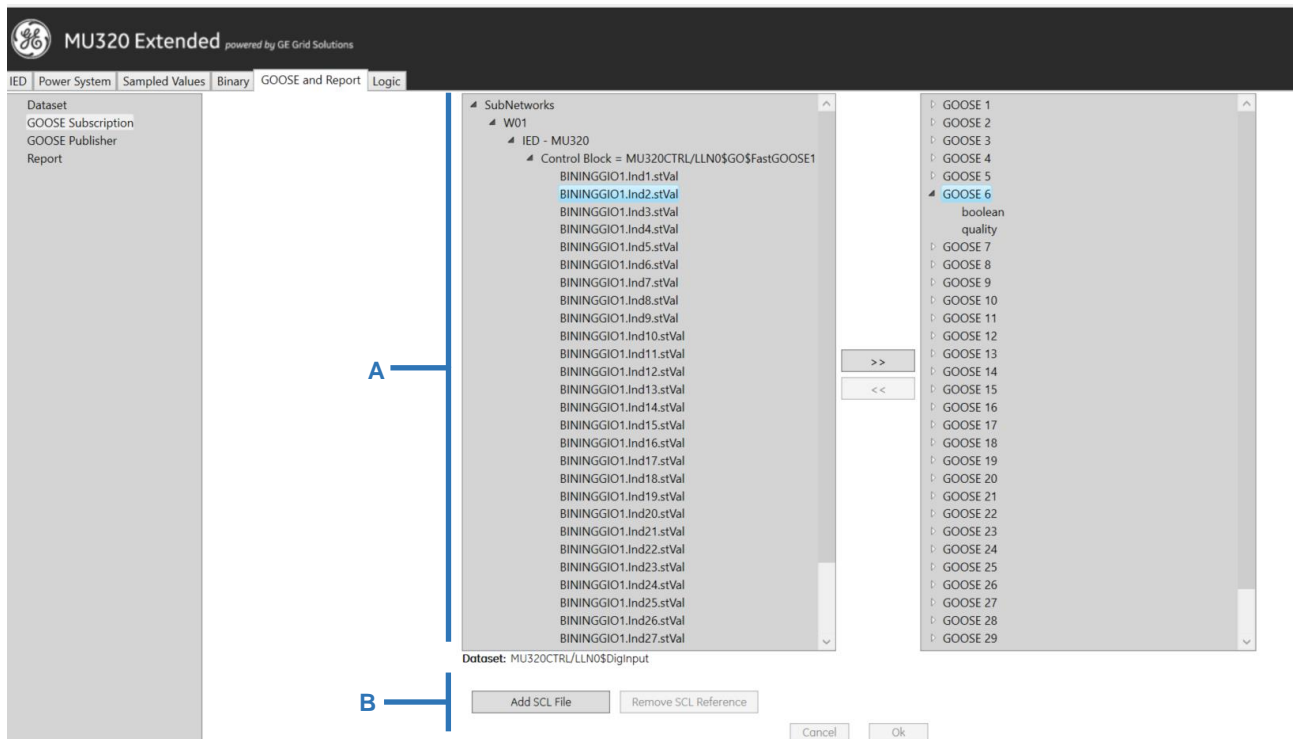 MU320 Extended powered by GE Grid Solutions
IED Power System Sampled Values Binary GOOSE and Report Logic
Dataset
GOOSE Subscription
GOOSE Publisher
Report
A
SubNetworks
W01
IED - MU320
Control Block = MU320CTRL/LLN0$GO$FastGOOSE1
BININGGIO1.Ind1.stVal
BININGGIO1.Ind2.stVal
BININGGIO1.Ind3.stVal
BININGGIO1.Ind4.stVal
BININGGIO1.Ind5.stVal
BININGGIO1.Ind6.stVal
BININGGIO1.Ind7.stVal
BININGGIO1.Ind8.stVal
BININGGIO1.Ind9.stVal
BININGGIO1.Ind10.stVal
BININGGIO1.Ind11.stVal
BININGGIO1.Ind12.stVal
BININGGIO1.Ind13.stVal
BININGGIO1.Ind14.stVal
BININGGIO1.Ind15.stVal
BININGGIO1.Ind16.stVal
BININGGIO1.Ind17.stVal
BININGGIO1.Ind18.stVal
BININGGIO1.Ind19.stVal
BININGGIO1.Ind20.stVal
BININGGIO1.Ind21.stVal
BININGGIO1.Ind22.stVal
BININGGIO1.Ind23.stVal
BININGGIO1.Ind24.stVal
BININGGIO1.Ind25.stVal
BININGGIO1.Ind26.stVal
BININGGIO1.Ind27.stVal
>>
<<
GOOSE 1
GOOSE 2
GOOSE 3
GOOSE 4
GOOSE 5
GOOSE 6
boolean
quality
GOOSE 7
GOOSE 8
GOOSE 9
GOOSE 10
GOOSE 11
GOOSE 12
GOOSE 13
GOOSE 14
GOOSE 15
GOOSE 16
GOOSE 17
GOOSE 18
GOOSE 19
GOOSE 20
GOOSE 21
GOOSE 22
GOOSE 23
GOOSE 24
GOOSE 25
GOOSE 26
GOOSE 27
GOOSE 28
GOOSE 29
Dataset: MU320CTRL/LLN0$DigInput
B
Add SCL File Remove SCL Reference
Cancel Ok